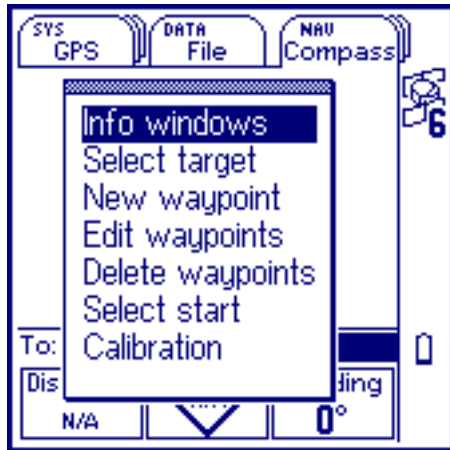 SYS DATA NAV
GPS File Compass
6
Info windows
Select target
New waypoint
Edit waypoints
Delete waypoints
Select start
Calibration
To:
Dis ding
N/A 0°